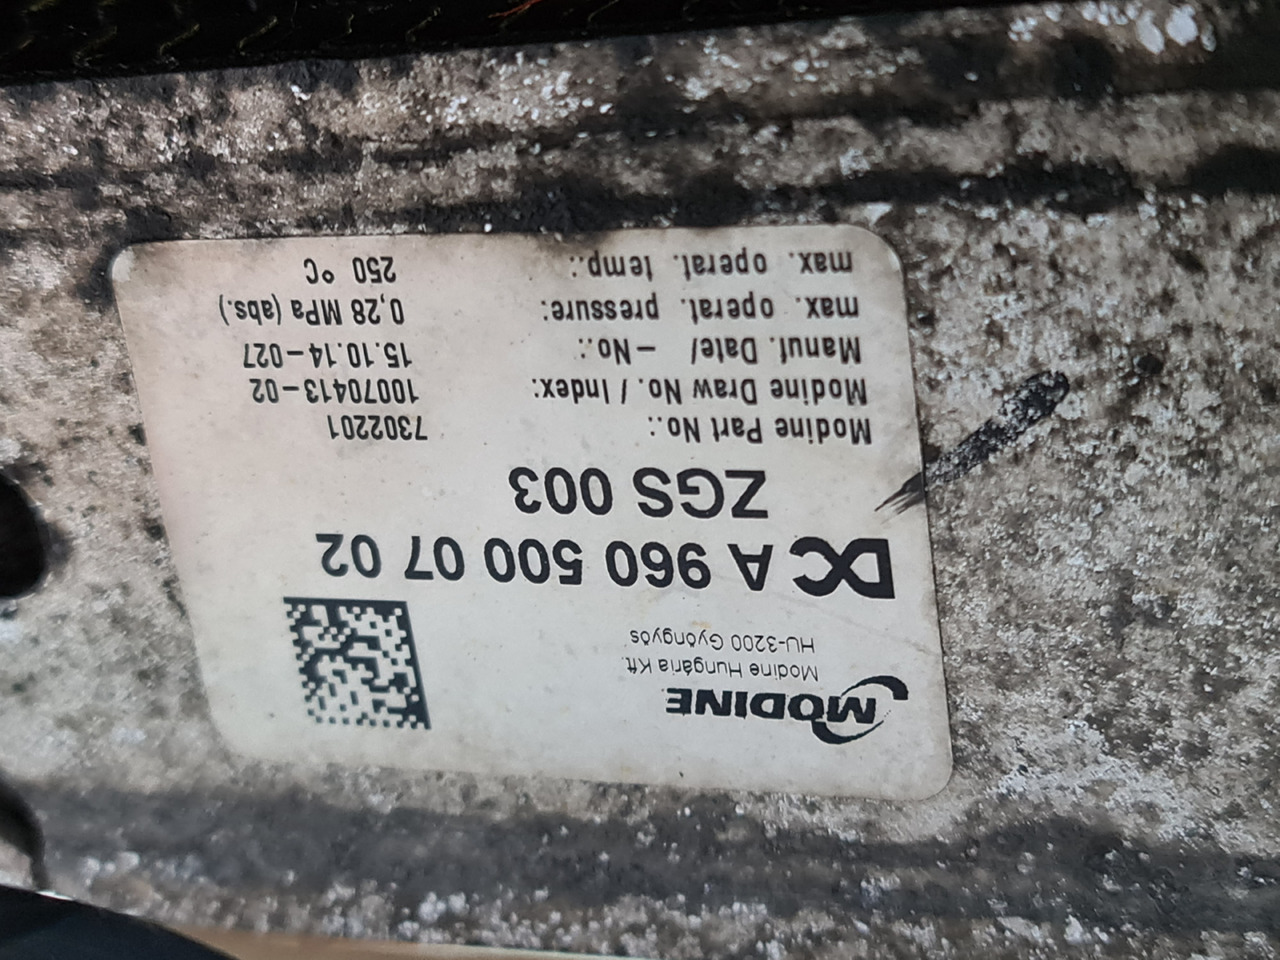 MODINE
Modine Hungária Kft.
HU-3200 Gyöngyös
DC A 960 500 07 02
ZGS 003
Modine Part No.: 7302201
Modine Draw No. / Index: 10070413-02
Manuf. Date/ -No.: 15.10.14-027
max. operat. pressure: 0,28 MPa (abs.)
max. operat. temp.: 250 °C